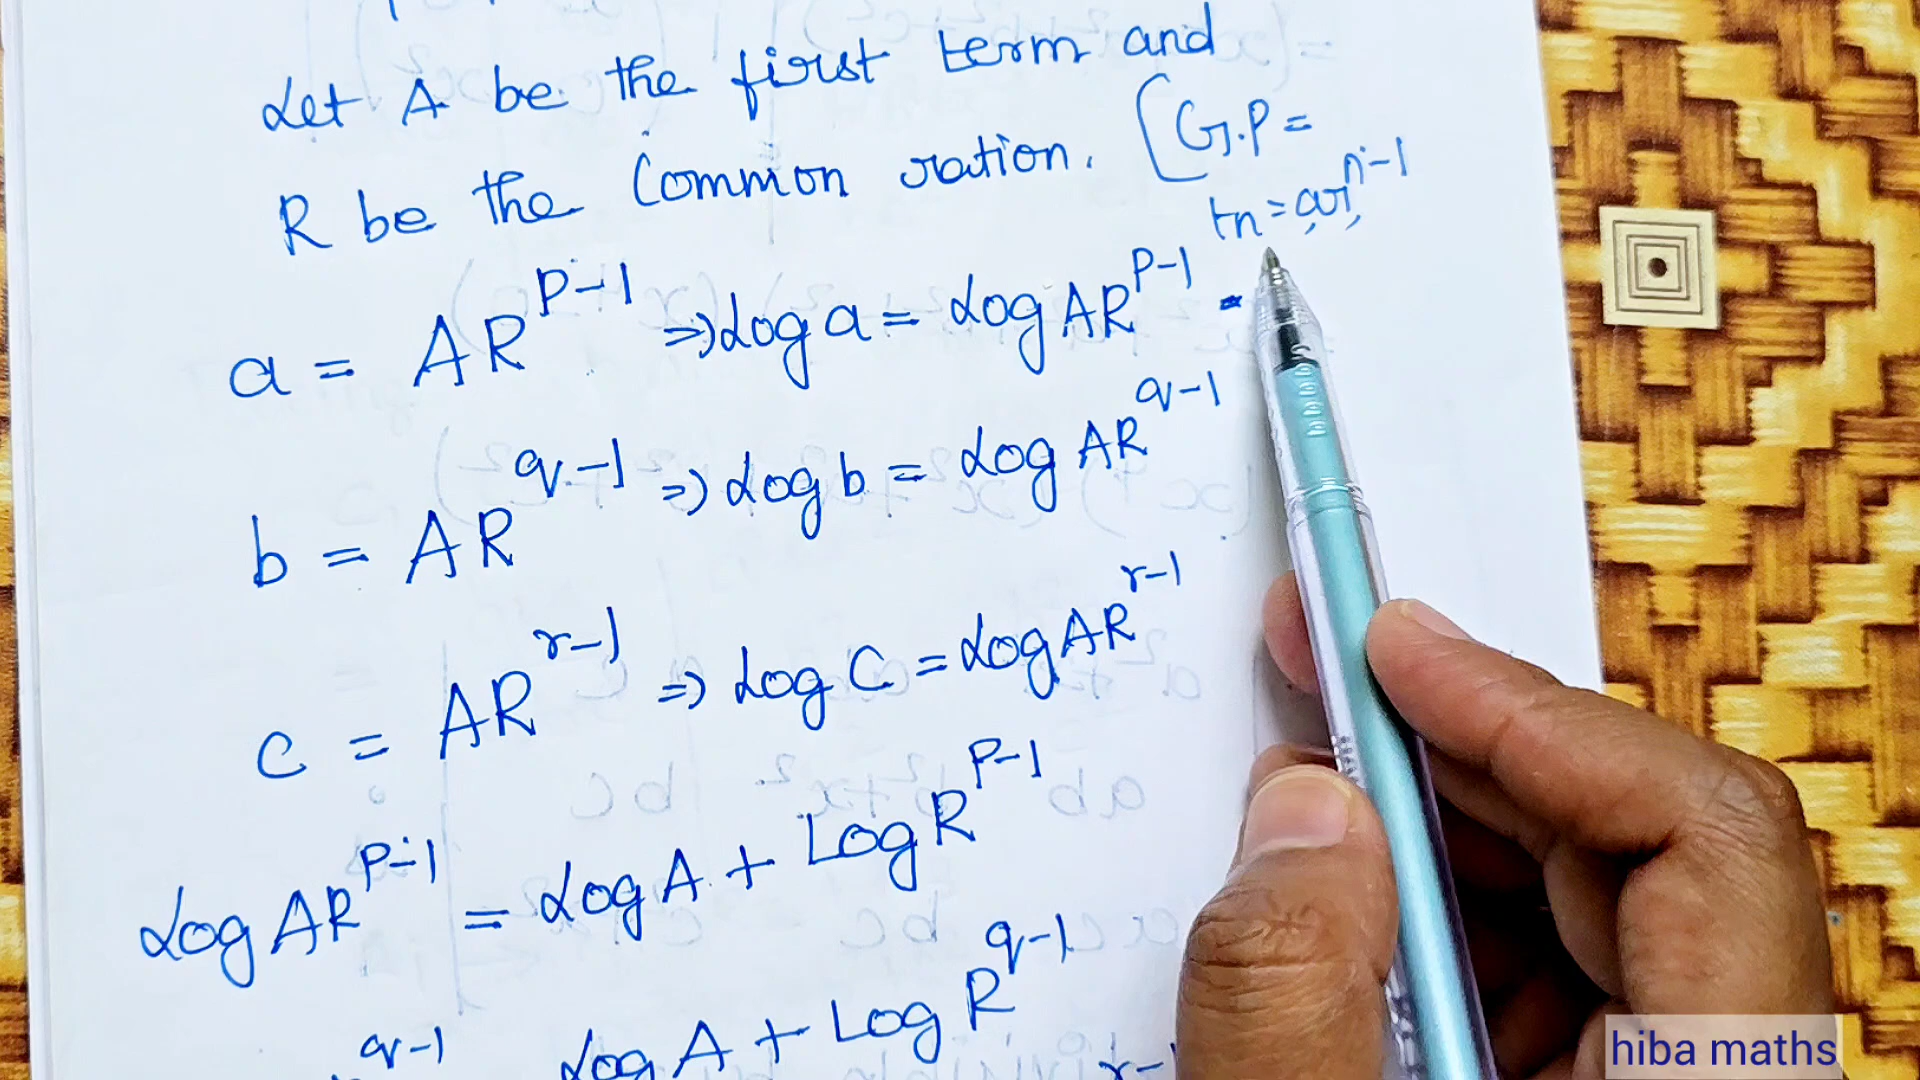 Let A be the first term and
R be the Common ration. [G.P =
tn = ar^n-1
a = AR^p-1 => Log a = Log AR^p-1
b = AR^q-1 => Log b = Log AR^q-1
c = AR^r-1 => Log C = Log AR^r-1
Log AR^p-1 = Log A + Log R^p-1
q-1 Log A + Log R^q-1
r-
hiba maths